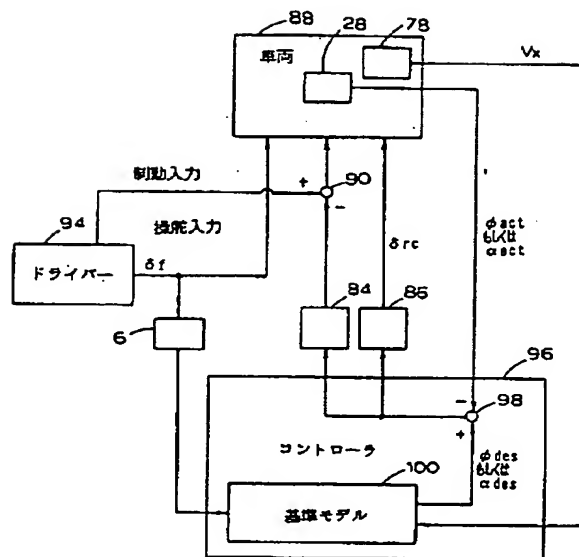 88
28
78
Vx
車両
制動入力
+
90
-
94
操舵入力
ドライバー
δf
δrc
φact
もしくは
αact
84
86
6
96
-
98
+
コントローラ
φdes
もしくは
αdes
100
基準モデル